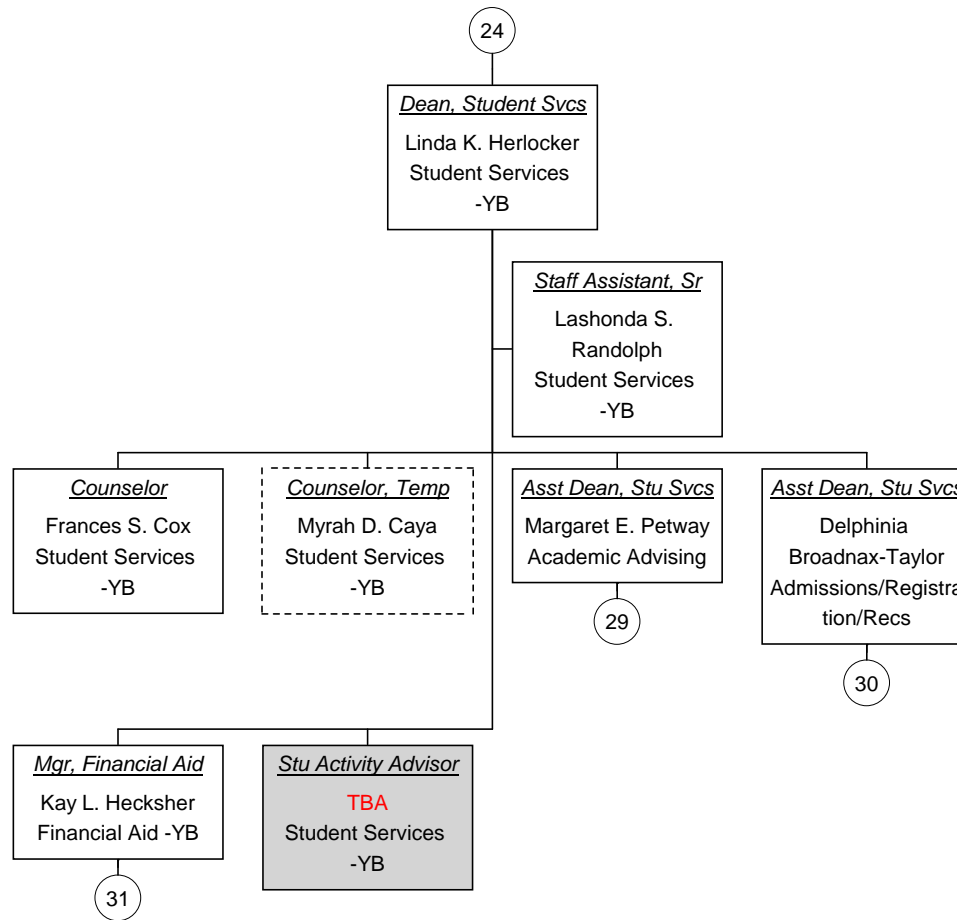 24
Dean, Student Svcs
Linda K. Herlocker
Student Services
-YB
Staff Assistant, Sr
Lashonda S.
Randolph
Student Services
-YB
Counselor
Frances S. Cox
Student Services
-YB
Counselor, Temp
Myrah D. Caya
Student Services
-YB
Asst Dean, Stu Svcs
Margaret E. Petway
Academic Advising
29
Asst Dean, Stu Svcs
Delphinia
Broadnax-Taylor
Admissions/Registra
tion/Recs
30
Mgr, Financial Aid
Kay L. Hecksher
Financial Aid -YB
31
Stu Activity Advisor
TBA
Student Services
-YB